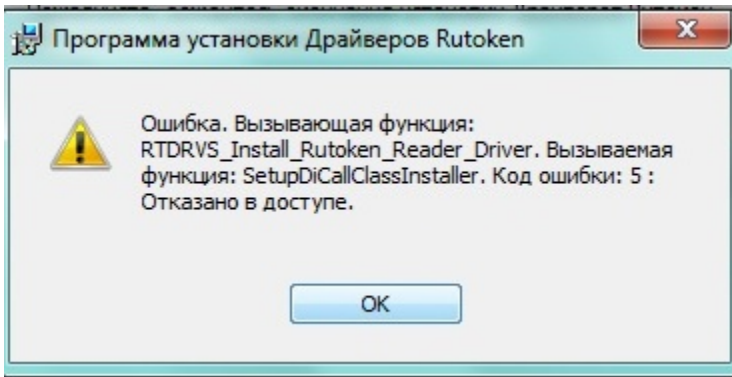 Программа установки Драйверов Rutoken
Ошибка. Вызывающая функция:
RTDRVS_Install_Rutoken_Reader_Driver. Вызываемая
функция: SetupDiCallClassInstaller. Код ошибки: 5 :
Отказано в доступе.
OK